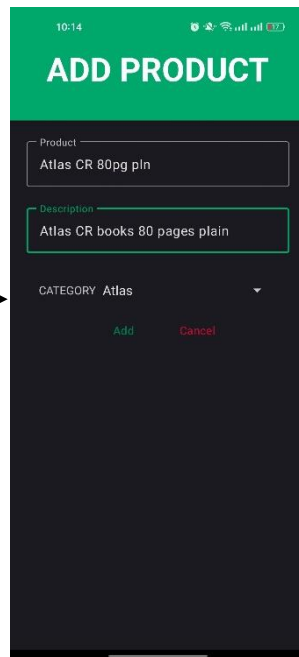 10:14
ADD PRODUCT
Product
Atlas CR 80pg pln
Description
Atlas CR books 80 pages plain
CATEGORY Atlas
Add Cancel